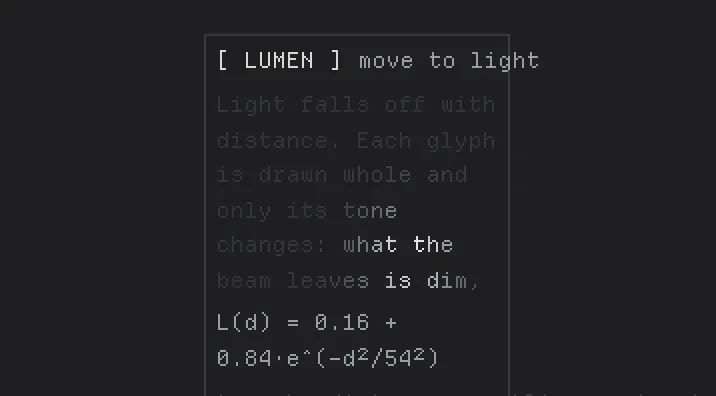 [ LUMEN ] move to light
Light falls off with
distance. Each glyph
is drawn whole and
only its tone
changes: what the
beam leaves is dim,
L(d) = 0.16 +
0.84·e^(-d²/54²)